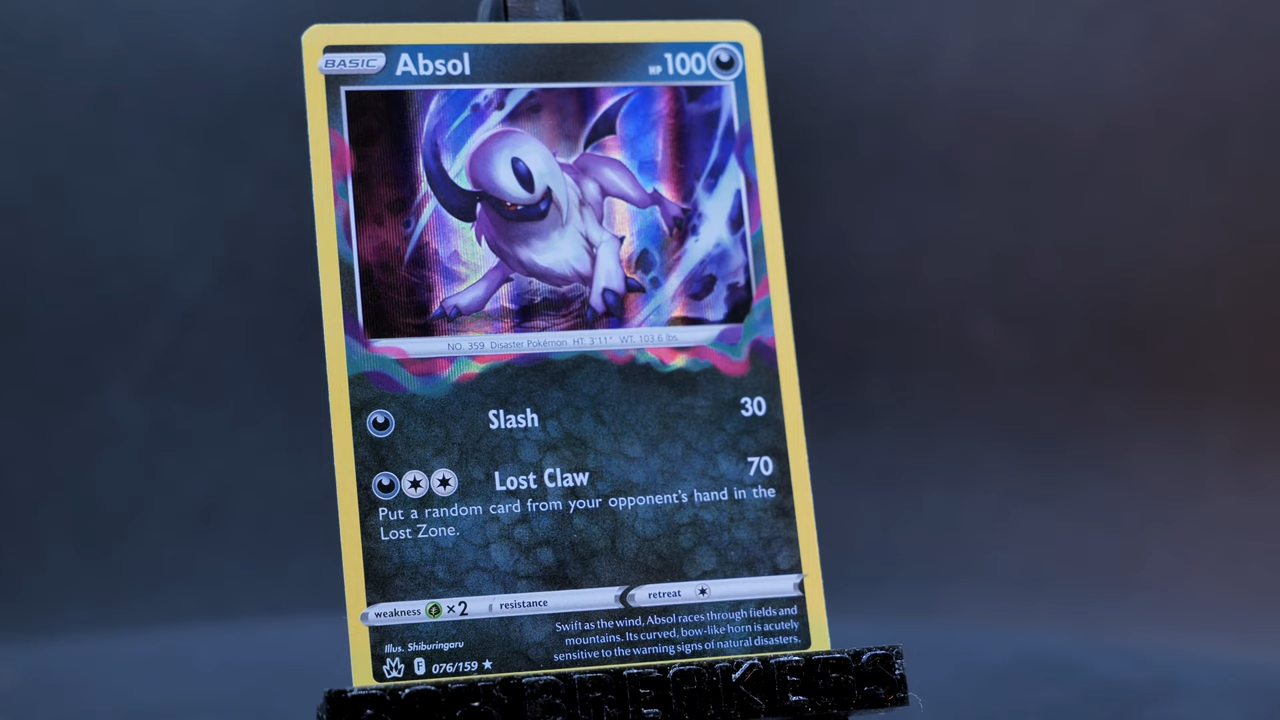 BASIC Absol HP 100
NO. 359 Disaster Pokémon HT: 3'11" WT: 103.6 lbs.
Slash 30
Lost Claw 70
Put a random card from your opponent's hand in the
Lost Zone.
weakness ×2 resistance retreat
Swift as the wind, Absol races through fields and
mountains. Its curved, bow-like horn is acutely
sensitive to the warning signs of natural disasters.
Illus. Shiburingaru
F 076/159 ★